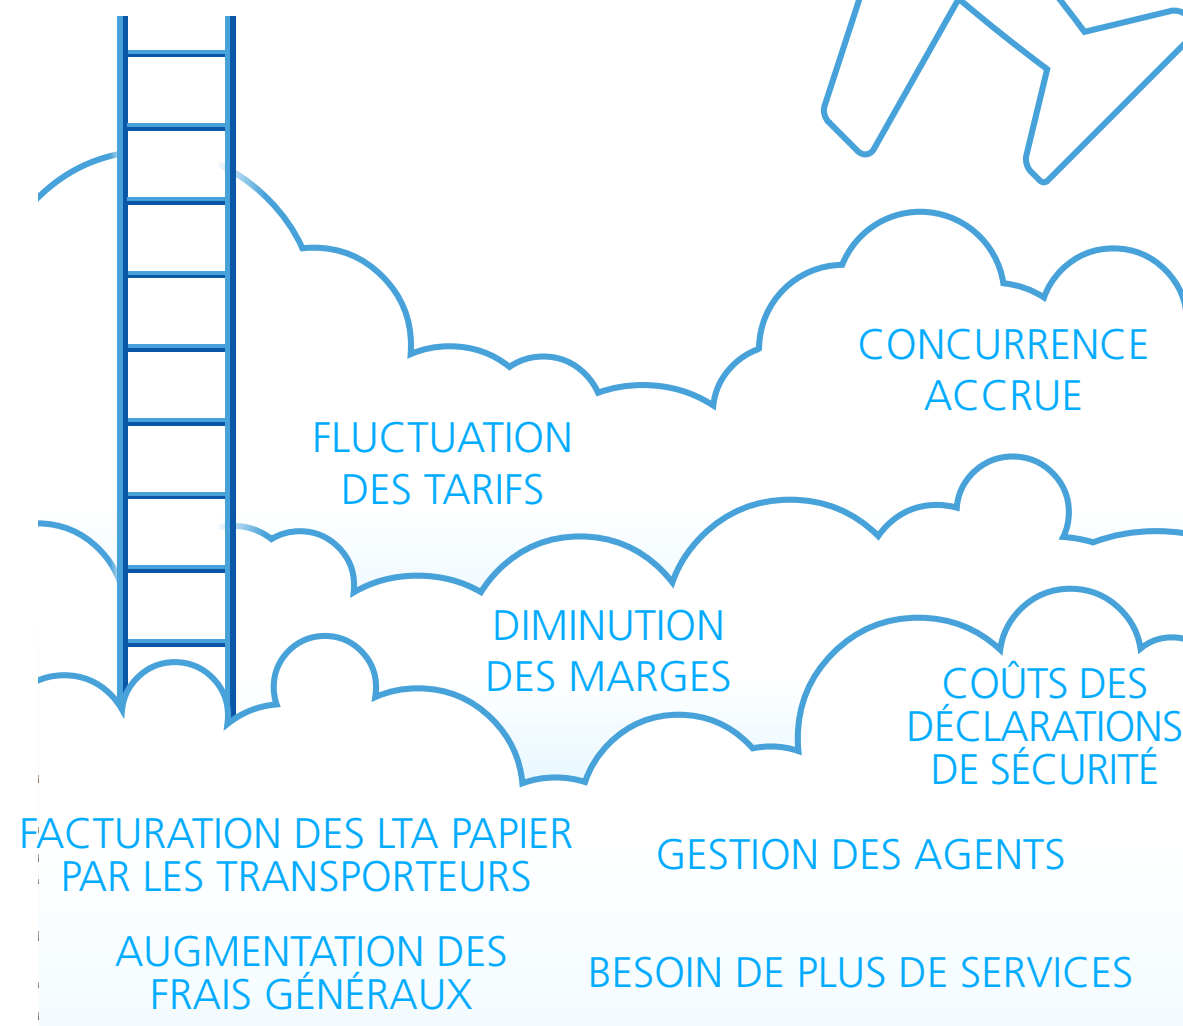 CONCURRENCE
ACCRUE
FLUCTUATION
DES TARIFS
DIMINUTION
DES MARGES
COÛTS DES
DÉCLARATIONS
DE SÉCURITÉ
FACTURATION DES LTA PAPIER
PAR LES TRANSPORTEURS
GESTION DES AGENTS
AUGMENTATION DES
FRAIS GÉNÉRAUX
BESOIN DE PLUS DE SERVICES